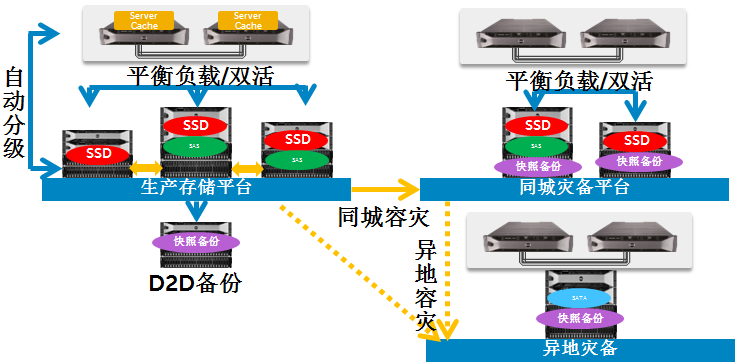 Server
Cache
Server
Cache
自动分级
平衡负载/双活
平衡负载/双活
SSD
SSD
SAS
SSD
SAS
SSD
SAS
快照备份
SSD
快照备份
生产存储平台
同城灾备平台
同城容灾
快照备份
D2D备份
异地容灾
SATA
快照备份
异地灾备